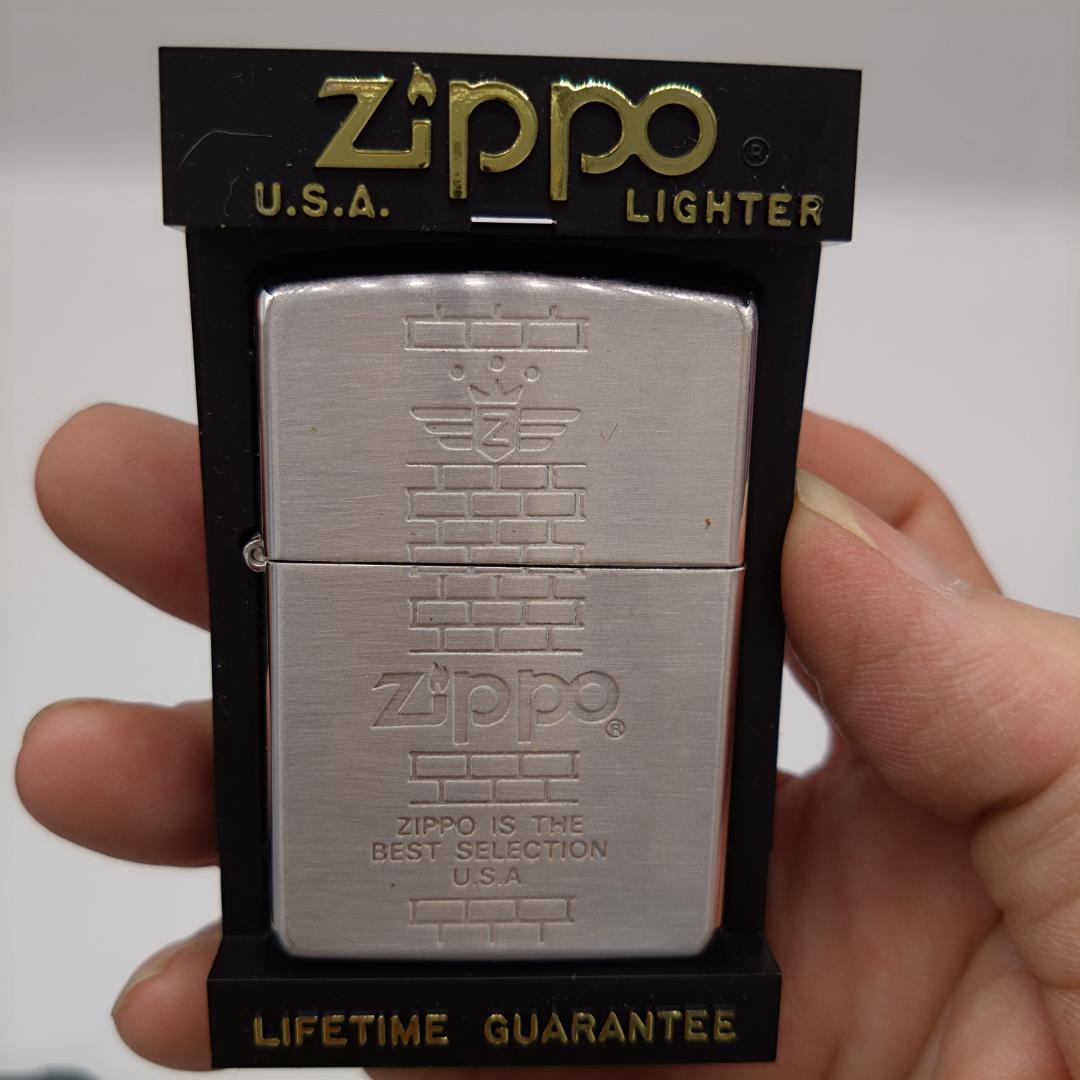 Zippo ®
U.S.A. LIGHTER
Z
Zippo ®
ZIPPO IS THE
BEST SELECTION
U.S.A
LIFETIME GUARANTEE